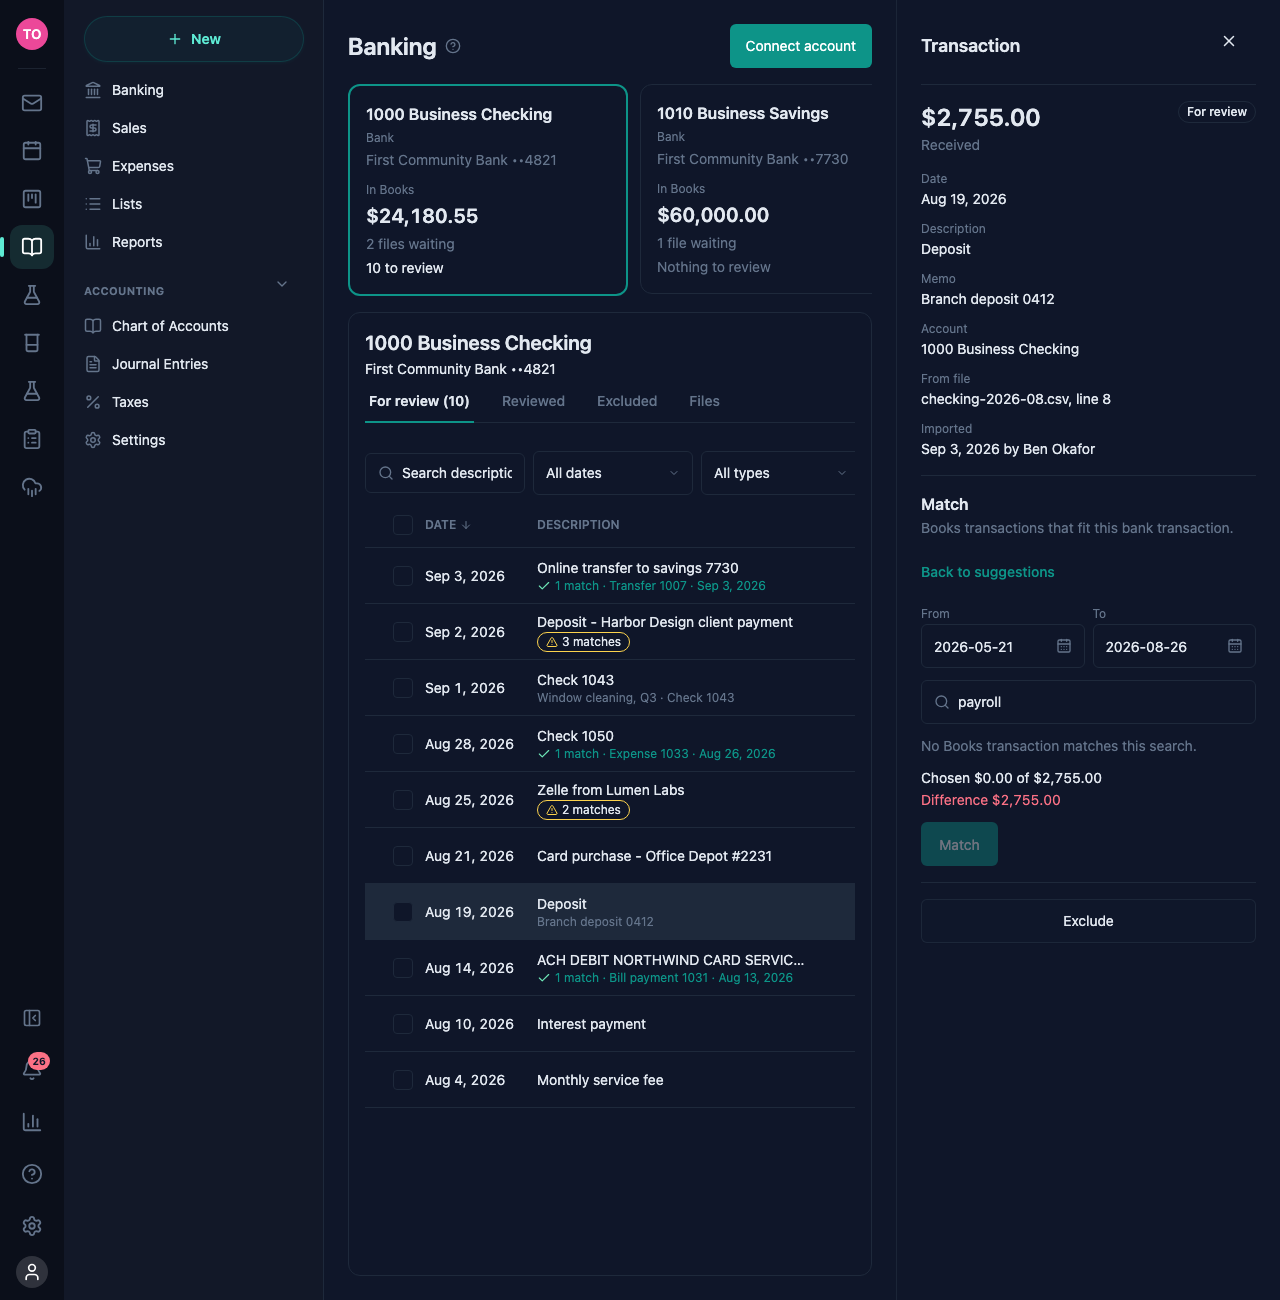 TO
New
Banking
Sales
Expenses
Lists
Reports
ACCOUNTING
Chart of Accounts
Journal Entries
Taxes
Settings
26
Banking
Connect account
1000 Business Checking
Bank
First Community Bank ••4821
In Books
$24,180.55
2 files waiting
10 to review
1010 Business Savings
Bank
First Community Bank ••7730
In Books
$60,000.00
1 file waiting
Nothing to review
1000 Business Checking
First Community Bank ••4821
For review (10)
Reviewed
Excluded
Files
Search descriptic
All dates
All types
DATE
DESCRIPTION
Sep 3, 2026
Online transfer to savings 7730
1 match · Transfer 1007 · Sep 3, 2026
Sep 2, 2026
Deposit - Harbor Design client payment
3 matches
Sep 1, 2026
Check 1043
Window cleaning, Q3 · Check 1043
Aug 28, 2026
Check 1050
1 match · Expense 1033 · Aug 26, 2026
Aug 25, 2026
Zelle from Lumen Labs
2 matches
Aug 21, 2026
Card purchase - Office Depot #2231
Aug 19, 2026
Deposit
Branch deposit 0412
Aug 14, 2026
ACH DEBIT NORTHWIND CARD SERVIC...
1 match · Bill payment 1031 · Aug 13, 2026
Aug 10, 2026
Interest payment
Aug 4, 2026
Monthly service fee
Transaction
$2,755.00
For review
Received
Date
Aug 19, 2026
Description
Deposit
Memo
Branch deposit 0412
Account
1000 Business Checking
From file
checking-2026-08.csv, line 8
Imported
Sep 3, 2026 by Ben Okafor
Match
Books transactions that fit this bank transaction.
Back to suggestions
From
To
2026-05-21
2026-08-26
payroll
No Books transaction matches this search.
Chosen $0.00 of $2,755.00
Difference $2,755.00
Match
Exclude